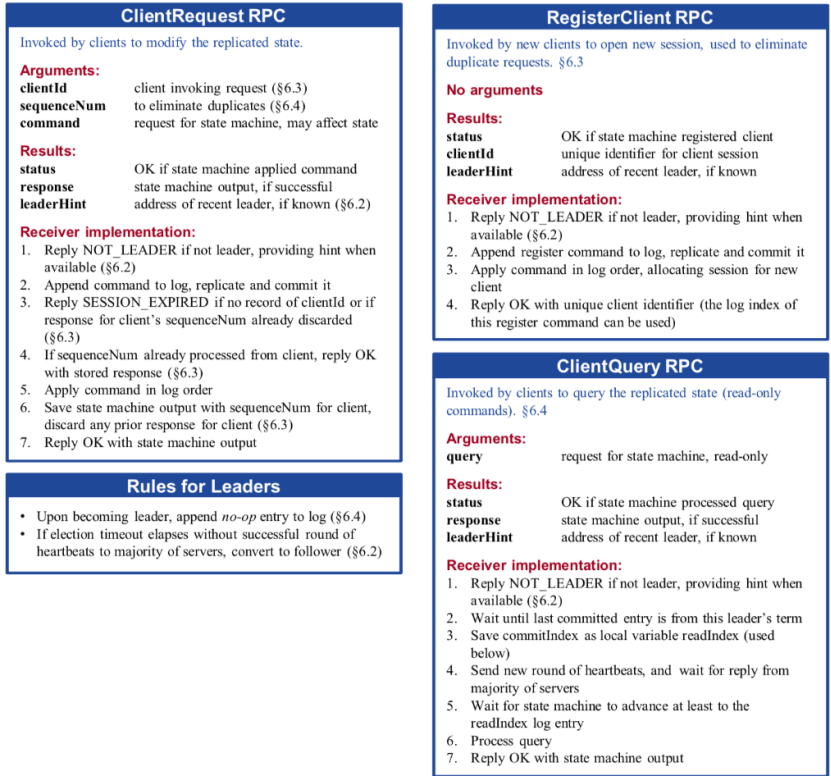 ClientRequest RPC
Invoked by clients to modify the replicated state.
Arguments:
clientId client invoking request (§6.3)
sequenceNum to eliminate duplicates (§6.4)
command request for state machine, may affect state
Results:
status OK if state machine applied command
response state machine output, if successful
leaderHint address of recent leader, if known (§6.2)
Receiver implementation:
1. Reply NOT_LEADER if not leader, providing hint when
available (§6.2)
2. Append command to log, replicate and commit it
3. Reply SESSION_EXPIRED if no record of clientId or if
response for client's sequenceNum already discarded
(§6.3)
4. If sequenceNum already processed from client, reply OK
with stored response (§6.3)
5. Apply command in log order
6. Save state machine output with sequenceNum for client,
discard any prior response for client (§6.3)
7. Reply OK with state machine output
Rules for Leaders
• Upon becoming leader, append no-op entry to log (§6.4)
• If election timeout elapses without successful round of
heartbeats to majority of servers, convert to follower (§6.2)
RegisterClient RPC
Invoked by new clients to open new session, used to eliminate
duplicate requests. §6.3
No arguments
Results:
status OK if state machine registered client
clientId unique identifier for client session
leaderHint address of recent leader, if known
Receiver implementation:
1. Reply NOT_LEADER if not leader, providing hint when
available (§6.2)
2. Append register command to log, replicate and commit it
3. Apply command in log order, allocating session for new
client
4. Reply OK with unique client identifier (the log index of
this register command can be used)
ClientQuery RPC
Invoked by clients to query the replicated state (read-only
commands). §6.4
Arguments:
query request for state machine, read-only
Results:
status OK if state machine processed query
response state machine output, if successful
leaderHint address of recent leader, if known
Receiver implementation:
1. Reply NOT_LEADER if not leader, providing hint when
available (§6.2)
2. Wait until last committed entry is from this leader's term
3. Save commitIndex as local variable readIndex (used
below)
4. Send new round of heartbeats, and wait for reply from
majority of servers
5. Wait for state machine to advance at least to the
readIndex log entry
6. Process query
7. Reply OK with state machine output